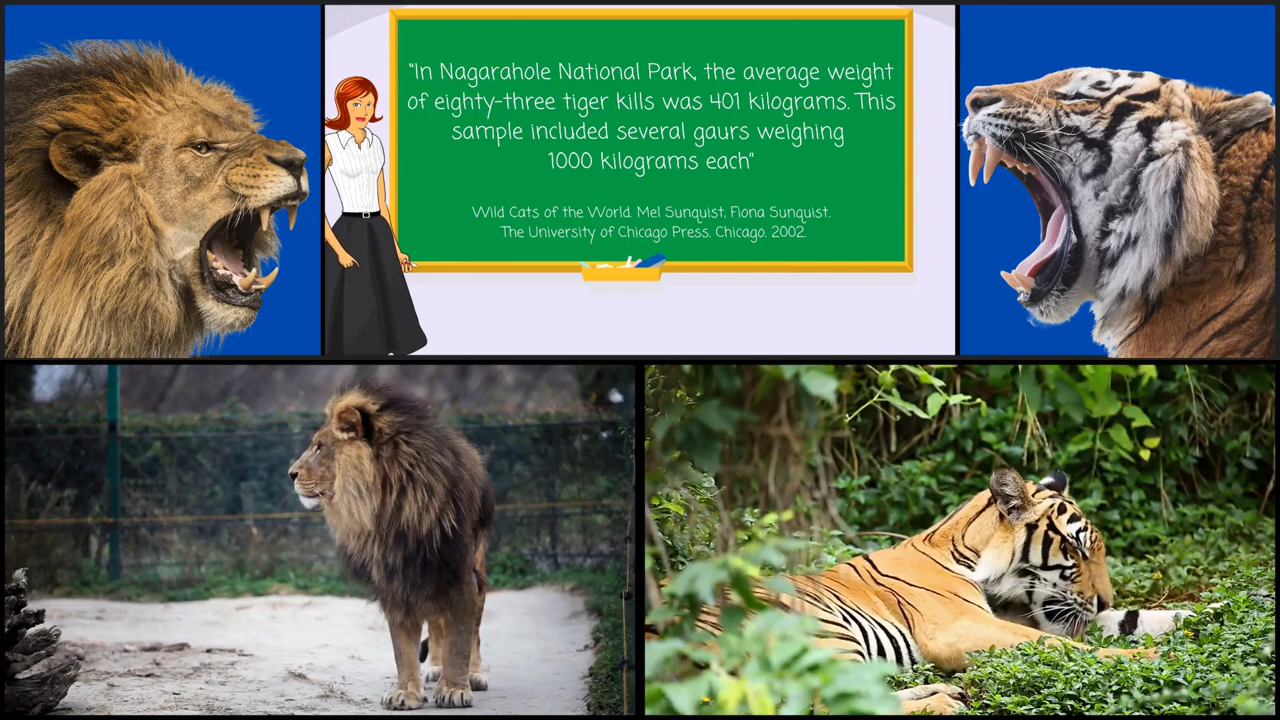 "In Nagarahole National Park, the average weight
of eighty-three tiger kills was 401 kilograms. This
sample included several gaurs weighing
1000 kilograms each"
Wild Cats of the World. Mel Sunquist, Fiona Sunquist.
The University of Chicago Press. Chicago. 2002.